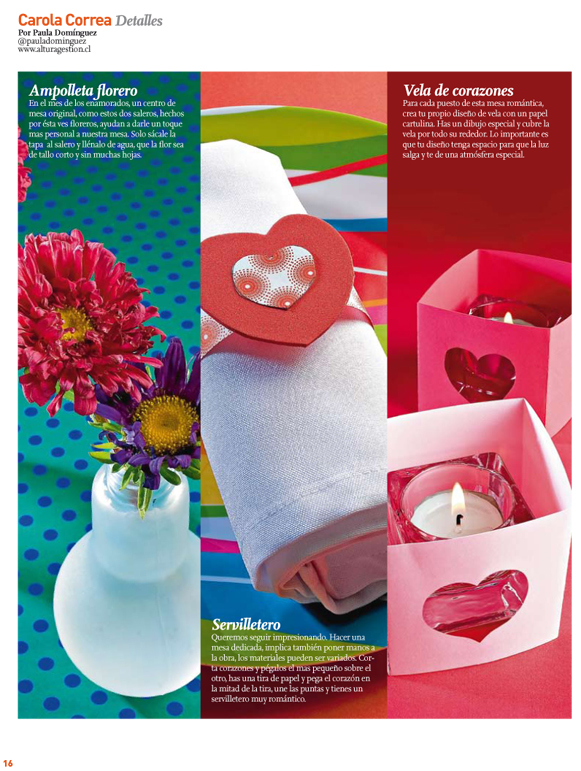 Carola Correa Detalles
Por Paula Domínguez
@pauladominguez
www.alturagestion.cl
Ampolleta florero
En el mes de los enamorados, un centro de
mesa original, como estos dos saleros, hechos
por ésta ves floreros, ayudan a darle un toque
mas personal a nuestra mesa. Solo sácale la
tapa al salero y llénalo de agua, que la flor sea
de tallo corto y sin muchas hojas.
Vela de corazones
Para cada puesto de esta mesa romántica,
crea tu propio diseño de vela con un papel
cartulina. Has un dibujo especial y cubre la
vela por todo su rededor. Lo importante es
que tu diseño tenga espacio para que la luz
salga y te de una atmósfera especial.
Servilletero
Queremos seguir impresionando. Hacer una
mesa dedicada, implica también poner manos a
la obra, los materiales pueden ser variados. Cor-
ta corazones y pégalos el mas pequeño sobre el
otro, has una tira de papel y pega el corazón en
la mitad de la tira, une las puntas y tienes un
servilletero muy romántico.
16